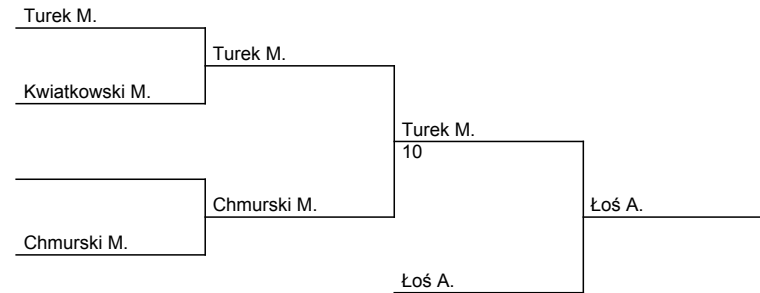 Turek M.
Turek M.
Kwiatkowski M.
Turek M.
10
Chmurski M.
Łoś A.
Chmurski M.
Łoś A.